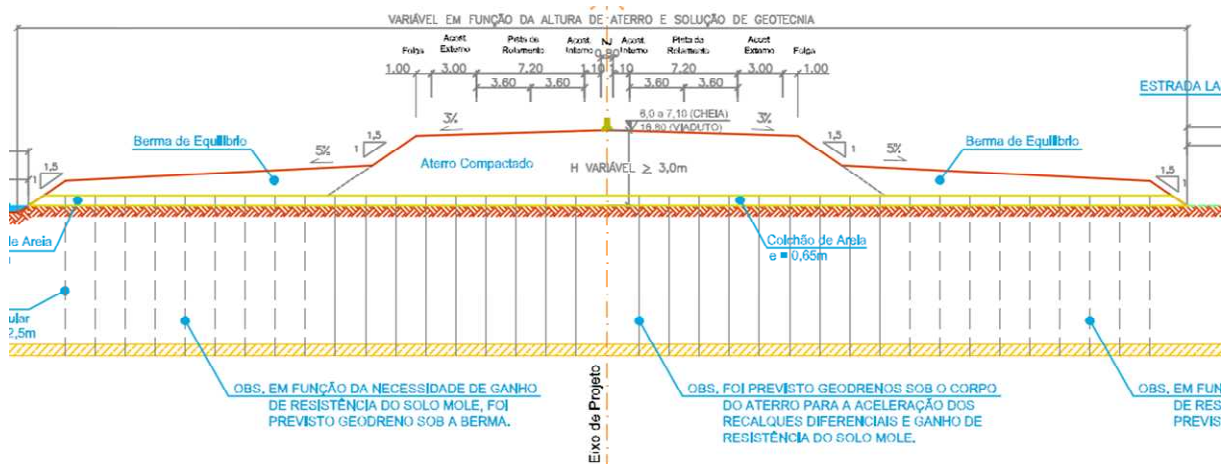 VARIÁVEL EM FUNÇÃO DA ALTURA DE ATERRO E SOLUÇÃO DE GEOTECNIA
Folga
Acost.
Externo
Pista de
Rolamento
Acost.
Interno
0.80
Acost.
Interno
Pista de
Rolamento
Acost.
Externo
Folga
1.00
3.00
7.20
1.10
1.10
7.20
3.00
1.00
3.60
3.60
3.60
3.60
ESTRADA LA
6,0 a 7,10 (CHEIA)
16,80 (VIADUTO)
3%
3%
Berma de Equilíbrio
1,5
1
5%
1,5
1
Aterro Compactado
H VARIÁVEL ≥ 3,0m
1,5
1
5%
Berma de Equilíbrio
1,5
1
de Areia
Colchão de Areia
e = 0,65m
ular
2,5m
OBS. EM FUNÇÃO DA NECESSIDADE DE GANHO
DE RESISTÊNCIA DO SOLO MOLE, FOI
PREVISTO GEODRENO SOB A BERMA.
Eixo de Projeto
OBS. FOI PREVISTO GEODRENOS SOB O CORPO
DO ATERRO PARA A ACELERAÇÃO DOS
RECALQUES DIFERENCIAIS E GANHO DE
RESISTÊNCIA DO SOLO MOLE.
OBS. EM FUN
DE RES
PREVIS